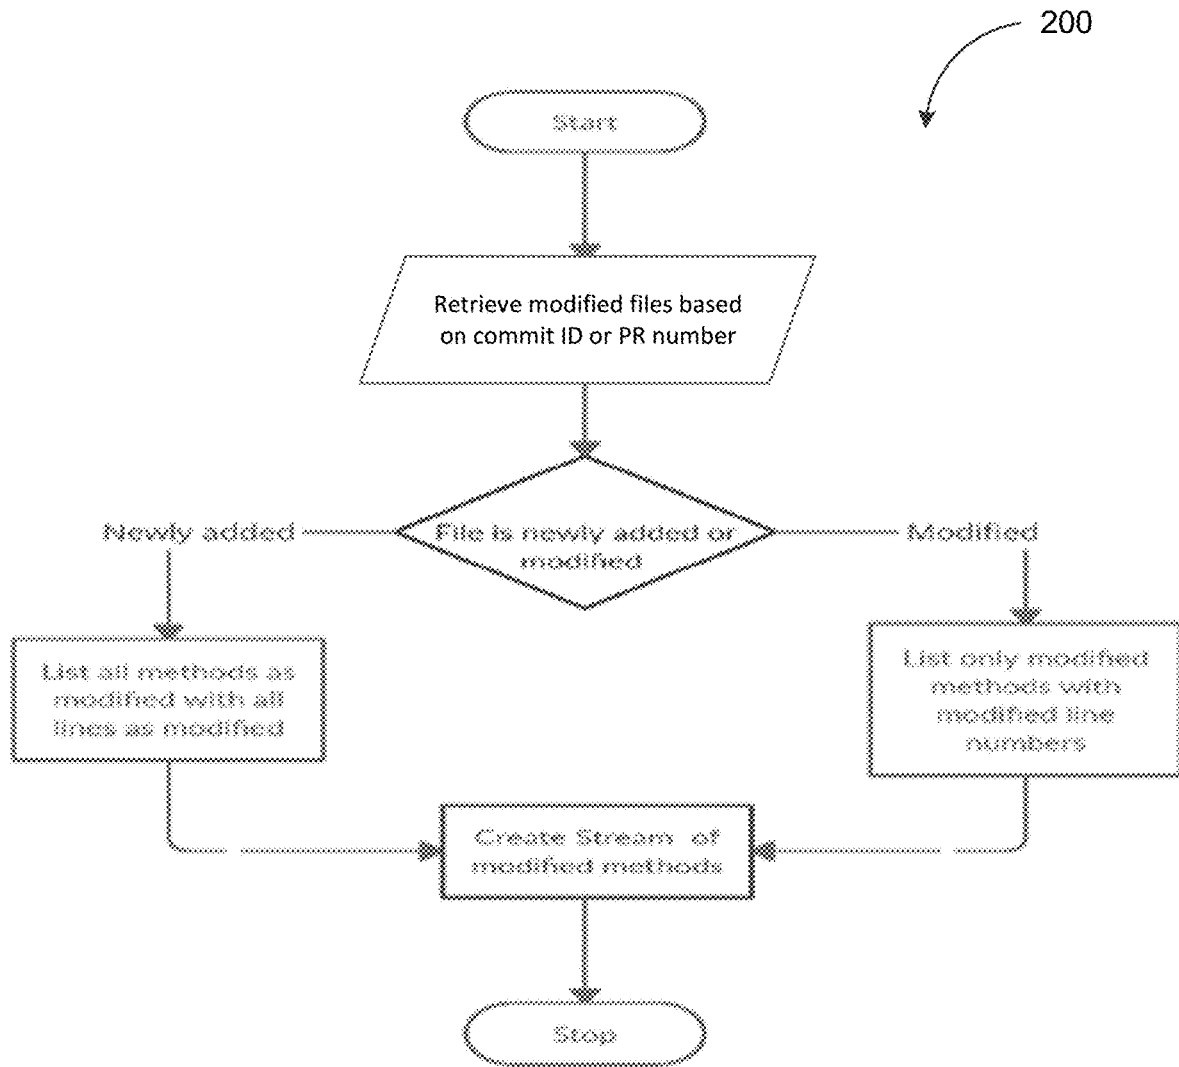 200
Start
Retrieve modified files based
on commit ID or PR number
Newly added
File is newly added or
modified
Modified
List all methods as
modified with all
lines as modified
List only modified
methods with
modified line
numbers
Create Stream of
modified methods
Stop